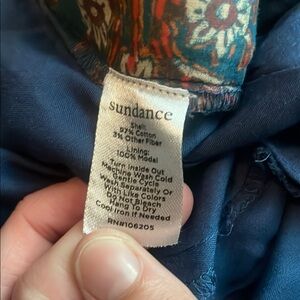 sundance
Shell:
97% Cotton
3% Other Fiber
Lining:
100% Modal
Turn Inside Out
Machine Wash Cold
Gentle Cycle
Wash Separately Or
With Like Colors
Do Not Bleach
Hang To Dry
Cool Iron If Needed
RN#106205